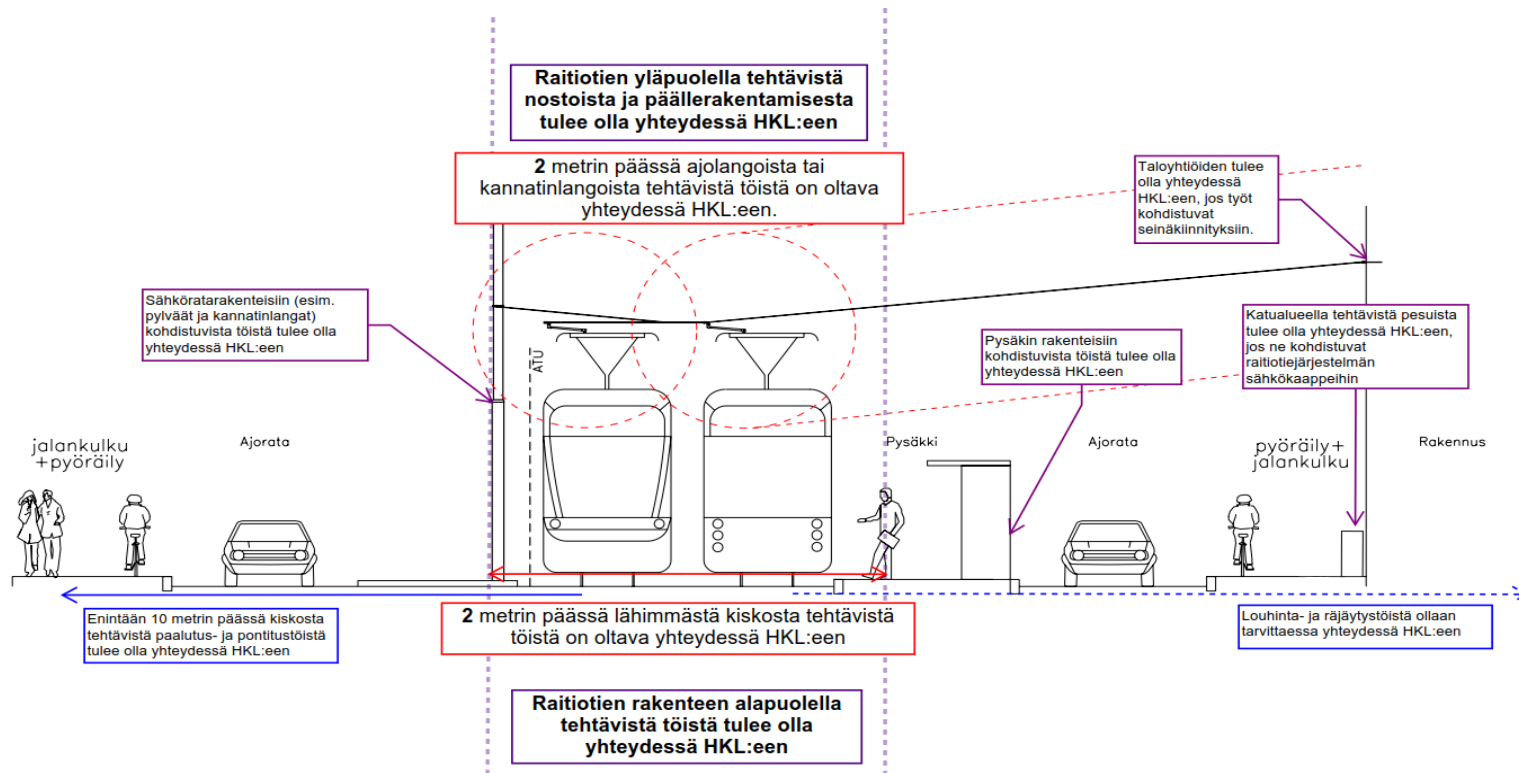 Raitiotien yläpuolella tehtävistä
nostoista ja päällerakentamisesta
tulee olla yhteydessä HKL:een
2 metrin päässä ajolangoista tai
kannatinlangoista tehtävistä töistä on oltava
yhteydessä HKL:een.
Taloyhtiöiden tulee
olla yhteydessä
HKL:een, jos työt
kohdistuvat
seinäkiinnityksiin.
Sähköratarakenteisiin (esim.
pylväät ja kannatinlangat)
kohdistuvista töistä tulee olla
yhteydessä HKL:een
ATU
Pysäkin rakenteisiin
kohdistuvista töistä tulee olla
yhteydessä HKL:een
Katualueella tehtävistä pesuista
tulee olla yhteydessä HKL:een,
jos ne kohdistuvat
raitiotiejärjestelmän
sähkökaappeihin
jalankulku
+pyöräily
Ajorata
Pysäkki
Ajorata
pyöräily+
jalankulku
Rakennus
Enintään 10 metrin päässä kiskosta
tehtävistä paalutus- ja pontitustöistä
tulee olla yhteydessä HKL:een
2 metrin päässä lähimmästä kiskosta tehtävistä
töistä on oltava yhteydessä HKL:een
Louhinta- ja räjäytystöistä ollaan
tarvittaessa yhteydessä HKL:een
Raitiotien rakenteen alapuolella
tehtävistä töistä tulee olla
yhteydessä HKL:een